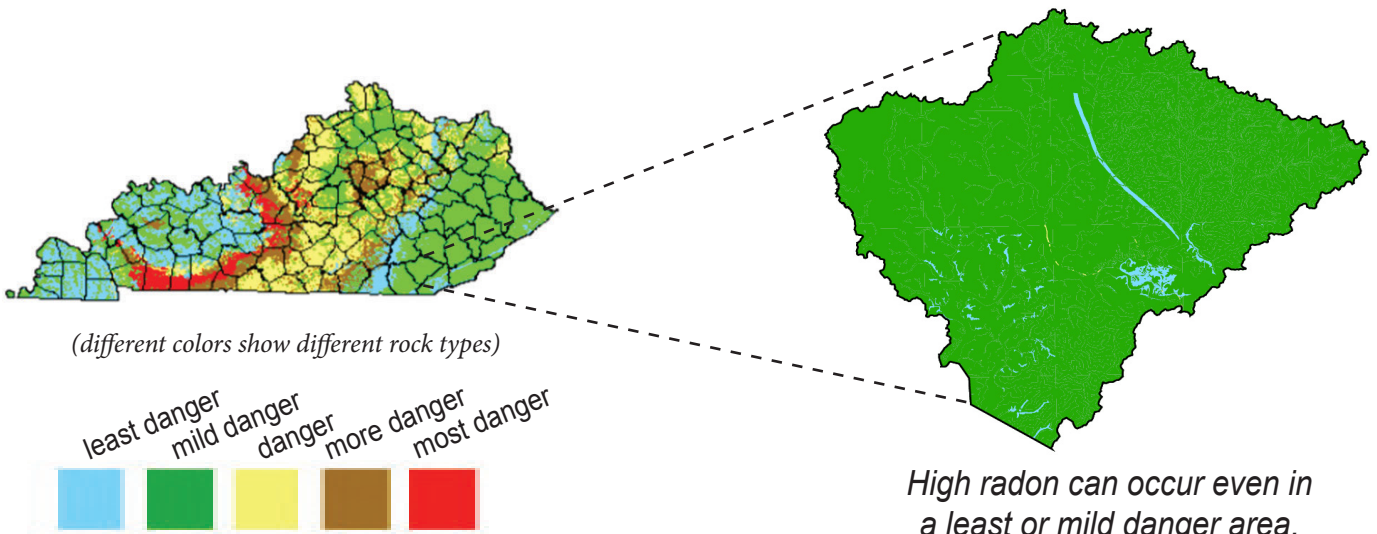 (different colors show different rock types)
least danger
mild danger
danger
more danger
most danger
High radon can occur even in
a least or mild danger area.